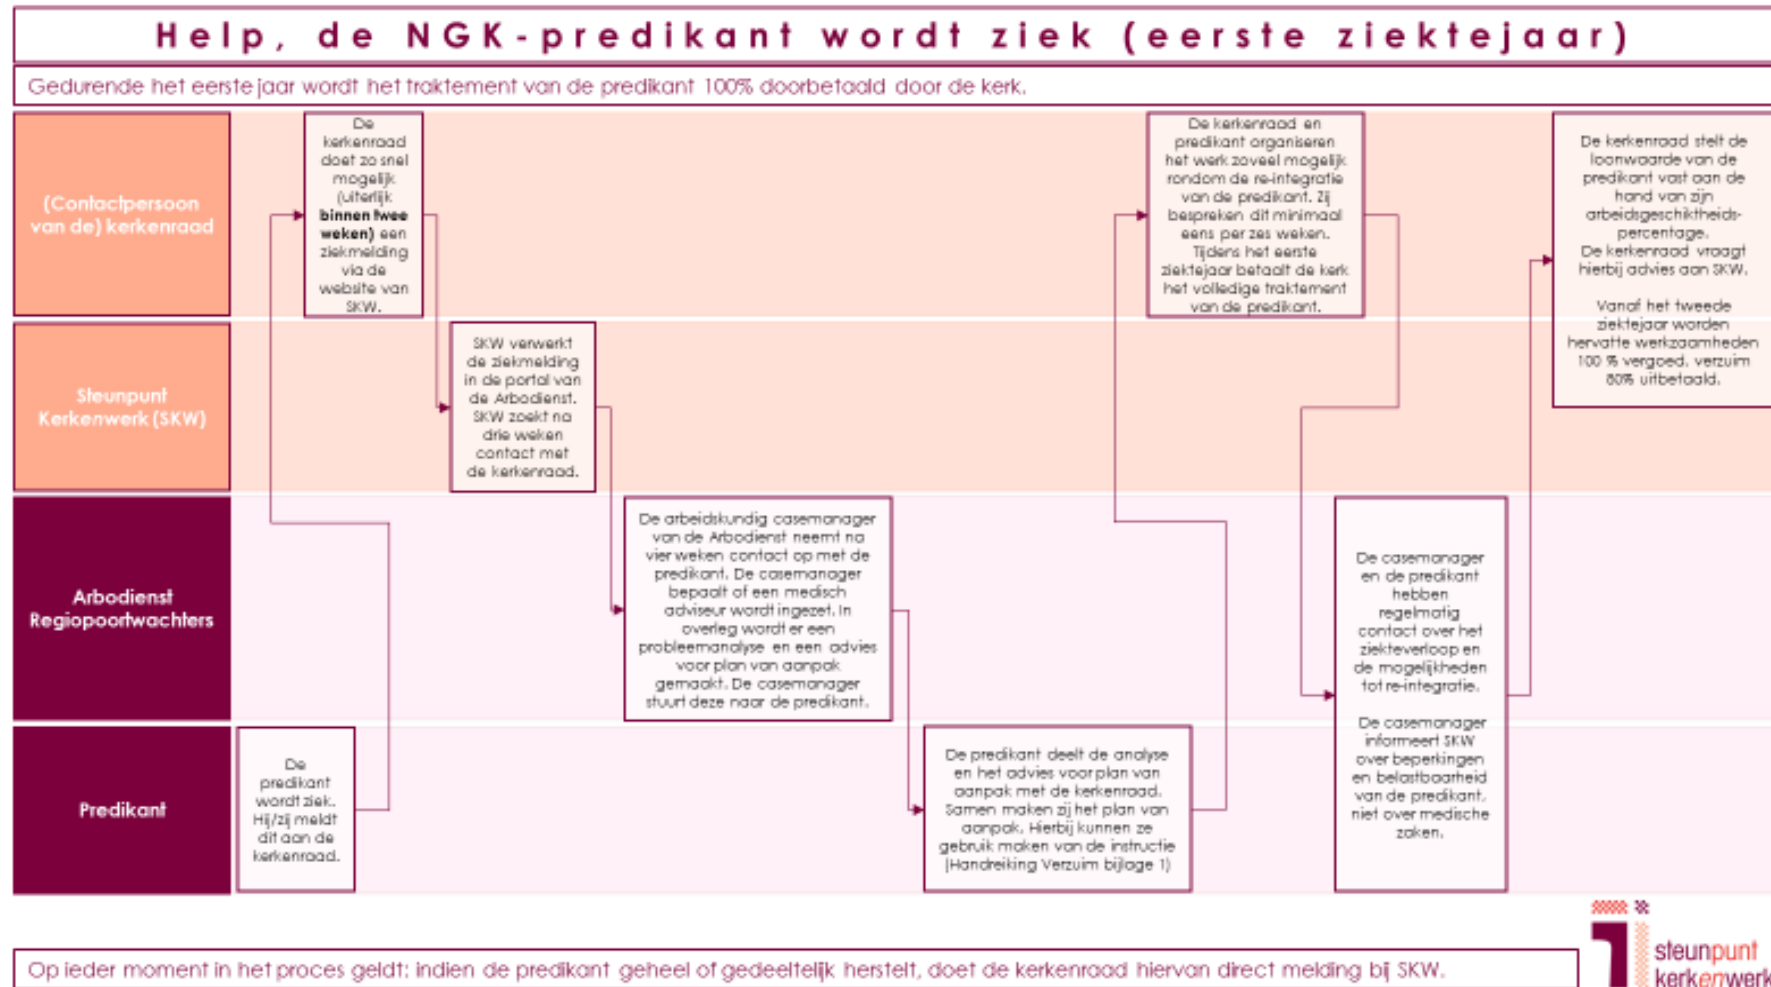 Help, de NGK-predikant wordt ziek (eerste ziektejaar)
Gedurende het eerste jaar wordt het traktement van de predikant 100% doorbetaald door de kerk.
(Contactpersoon
van de) kerkenraad
De
kerkenraad
doet zo snel
mogelijk
(uiterlijk
binnen twee
weken) een
ziekmelding
via de
website van
SKW.
De kerkenraad en
predikant organiseren
het werk zoveel mogelijk
rondom de re-integratie
van de predikant. Zij
bespreken dit minimaal
eens per zes weken.
Tijdens het eerste
ziektejaar betaalt de kerk
het volledige traktement
van de predikant.
De kerkenraad stelt de
loonwaarde van de
predikant vast aan de
hand van zijn
arbeidsgeschiktheids-
percentage.
De kerkenraad vraagt
hierbij advies aan SKW.
Vanaf het tweede
ziektejaar worden
hervatte werkzaamheden
100 % vergoed, verzuim
80% uitbetaald.
Steunpunt
Kerkenwerk (SKW)
SKW verwerkt
de ziekmelding
in de portal van
de Arbodienst.
SKW zoekt na
drie weken
contact met
de kerkenraad.
Arbodienst
Regiopoortwachters
De arbeidskundig casemanager
van de Arbodienst neemt na
vier weken contact op met de
predikant. De casemanager
bepaalt of een medisch
adviseur wordt ingezet. In
overleg wordt er een
probleemanalyse en een advies
voor plan van aanpak
gemaakt. De casemanager
stuurt deze naar de predikant.
De casemanager
en de predikant
hebben
regelmatig
contact over het
ziekteverloop en
de mogelijkheden
tot re-integratie.
De casemanager
informeert SKW
over beperkingen
en belastbaarheid
van de predikant,
niet over medische
zaken.
Predikant
De
predikant
wordt ziek.
Hij/zij meldt
dit aan de
kerkenraad.
De predikant deelt de analyse
en het advies voor plan van
aanpak met de kerkenraad.
Samen maken zij het plan van
aanpak. Hierbij kunnen ze
gebruik maken van de instructie
(Handreiking Verzuim bijlage 1)
Op ieder moment in het proces geldt: indien de predikant geheel of gedeeltelijk herstelt, doet de kerkenraad hiervan direct melding bij SKW.
steunpunt
kerkenwerk